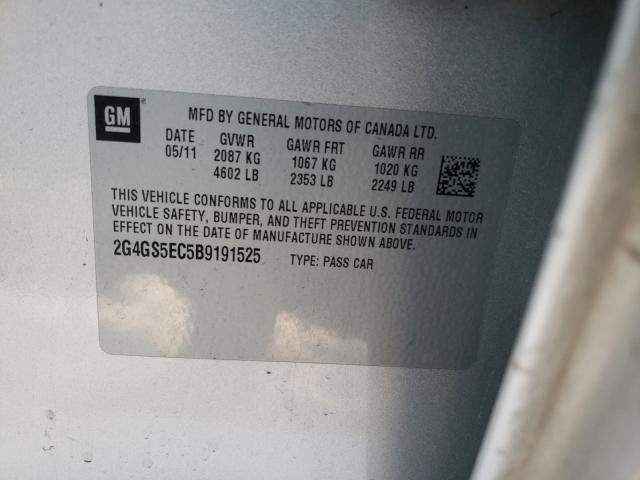 GM ®
MFD BY GENERAL MOTORS OF CANADA LTD.
DATE GVWR GAWR FRT GAWR RR
05/11 2087 KG 1067 KG 1020 KG
4602 LB 2353 LB 2249 LB
THIS VEHICLE CONFORMS TO ALL APPLICABLE U.S. FEDERAL MOTOR
VEHICLE SAFETY, BUMPER, AND THEFT PREVENTION STANDARDS IN
EFFECT ON THE DATE OF MANUFACTURE SHOWN ABOVE.
2G4GS5EC5B9191525 TYPE: PASS CAR